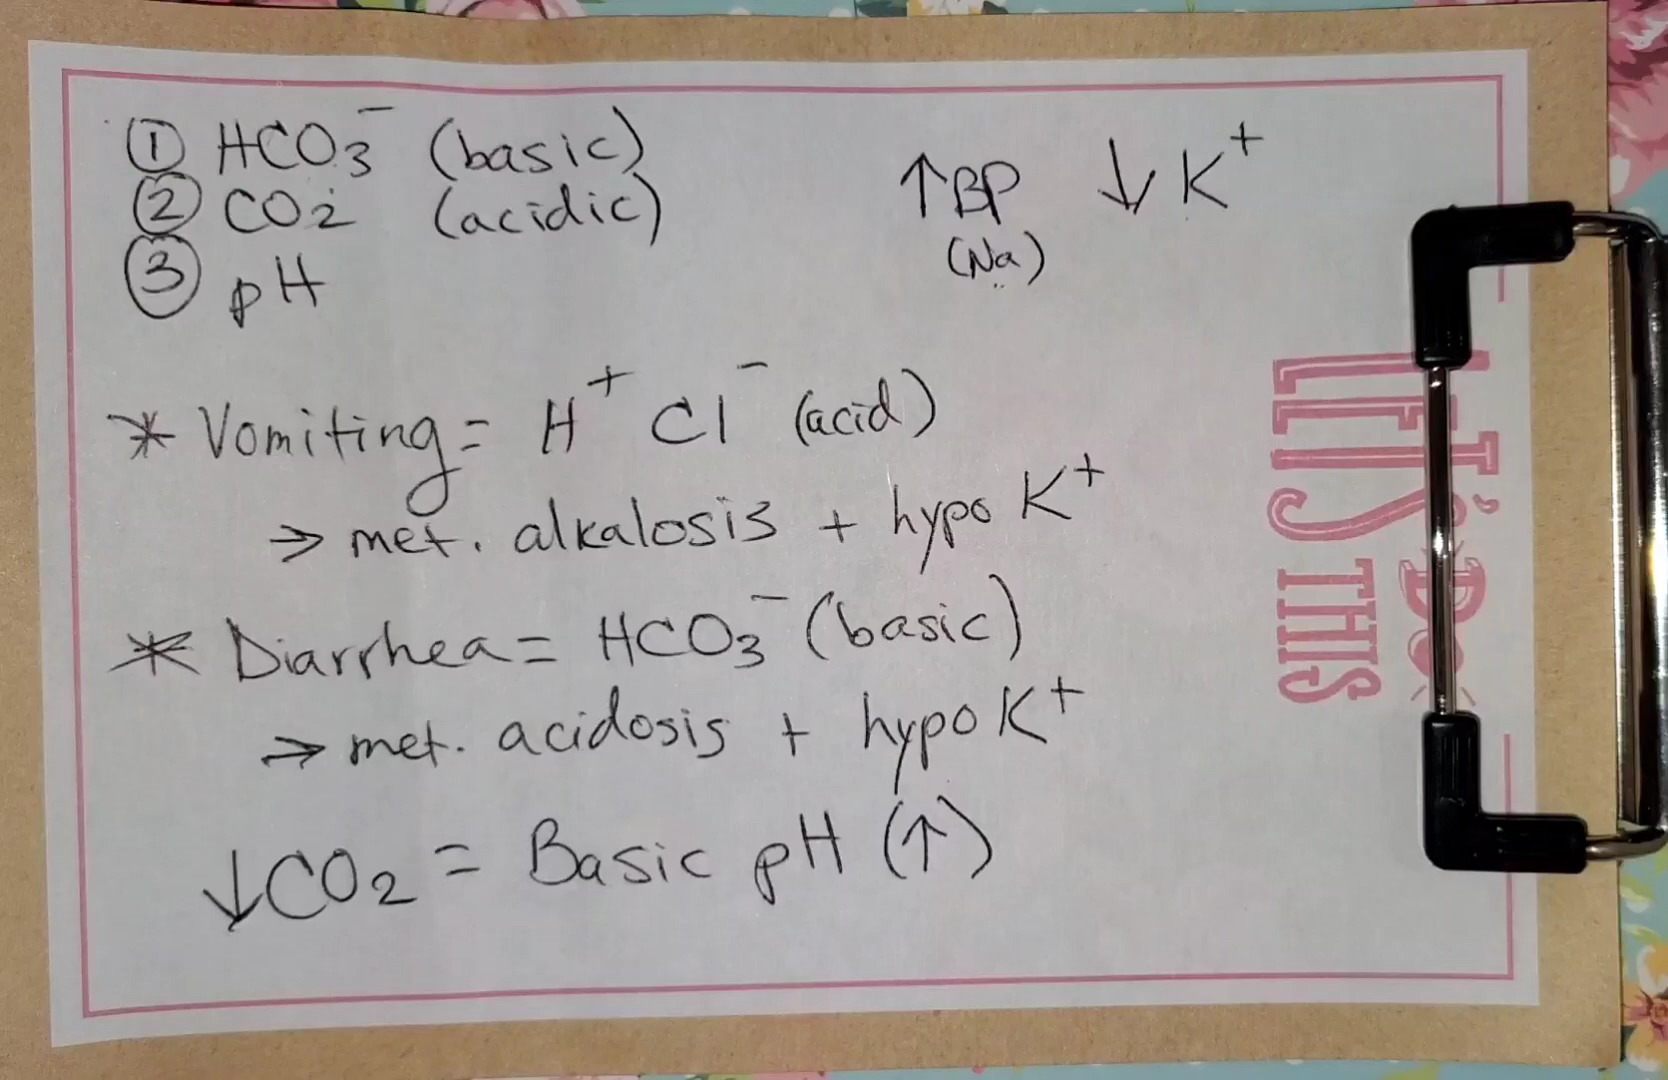 ① HCO₃⁻ (basic)
② CO₂ (acidic)
③ pH
↑BP ↓K⁺
(Na)
* Vomiting = H⁺ Cl⁻ (acid)
⇒ met. alkalosis + hypo K⁺
* Diarrhea = HCO₃⁻ (basic)
⇒ met. acidosis + hypo K⁺
↓CO₂ = Basic pH (↑)
LET'S DO
THIS